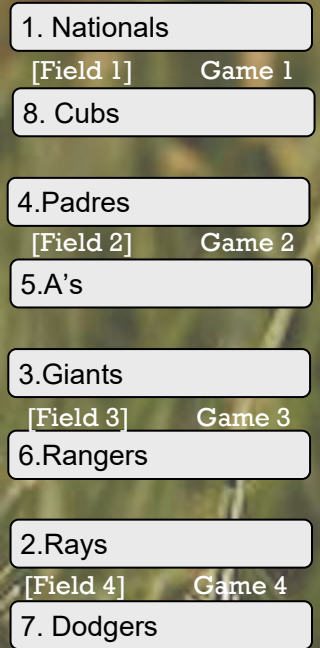 1. Nationals
[Field 1] Game 1
8. Cubs
4.Padres
[Field 2] Game 2
5.A’s
3.Giants
[Field 3] Game 3
6.Rangers
2.Rays
[Field 4] Game 4
7. Dodgers